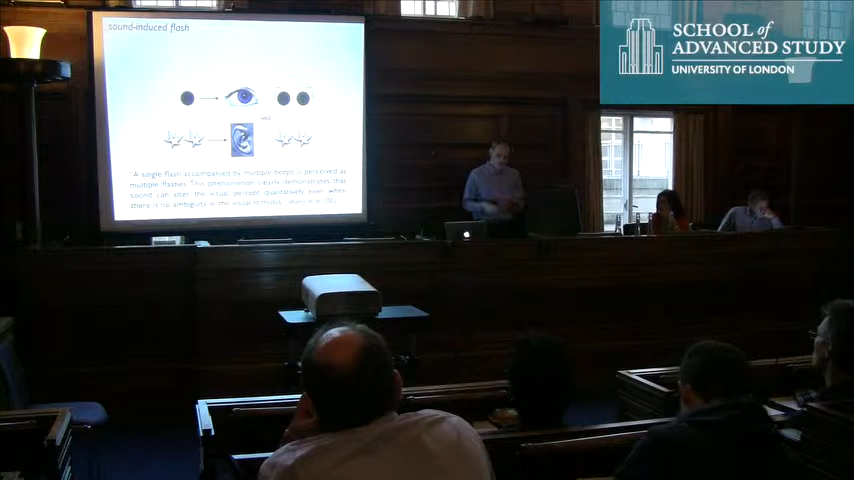 sound-induced flash
"A single flash accompanied by multiple beeps is perceived as
multiple flashes. This phenomenon clearly demonstrates that
sound can alter the visual percept qualitatively even when
there is no ambiguity in the visual stimulus."
SCHOOL of
ADVANCED STUDY
UNIVERSITY OF LONDON